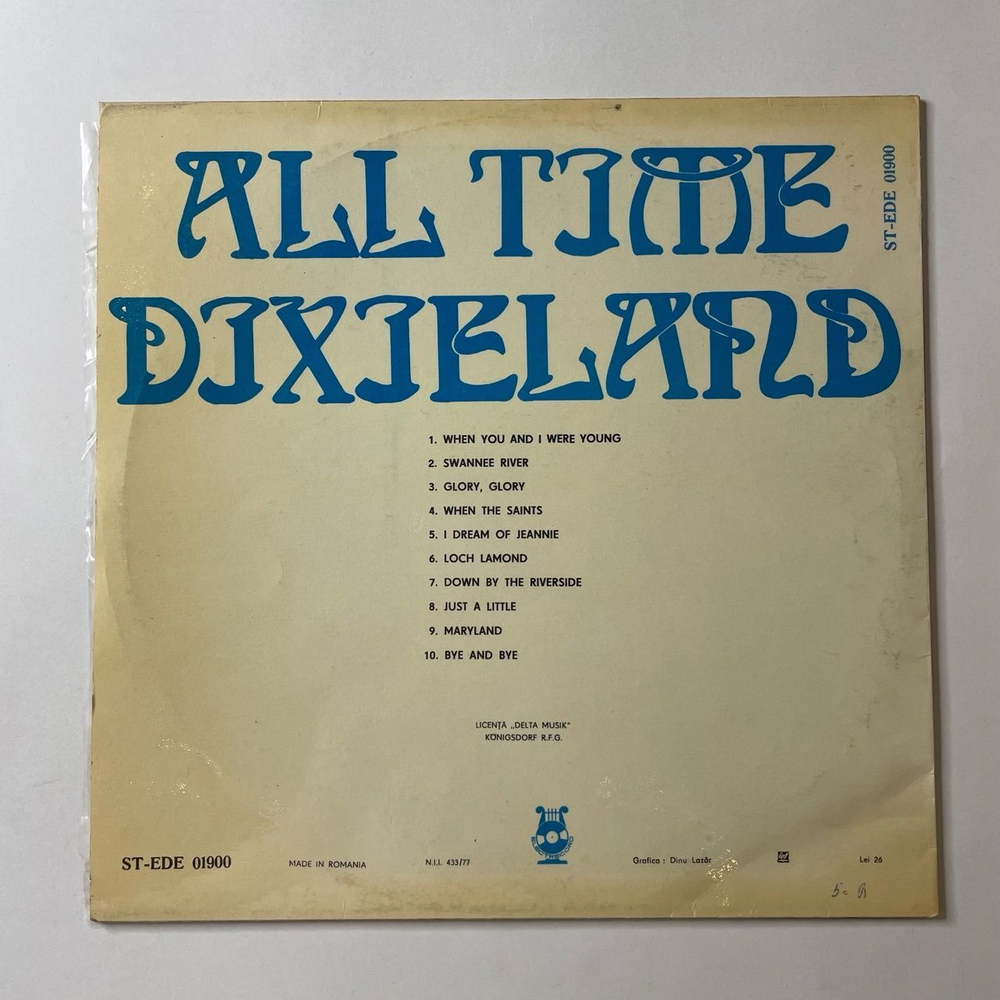 ALL TIME
ST-EDE 01900
DIXIELAND
1. WHEN YOU AND I WERE YOUNG
2. SWANNEE RIVER
3. GLORY, GLORY
4. WHEN THE SAINTS
5. I DREAM OF JEANNIE
6. LOCH LAMOND
7. DOWN BY THE RIVERSIDE
8. JUST A LITTLE
9. MARYLAND
10. BYE AND BYE
LICENȚA „DELTA MUSIK“
KÖNIGSDORF R.F.G.
ELECTRECORD
ST-EDE 01900
MADE IN ROMANIA
N.I.I. 433/77
Grafica : Dinu Lazăr
Lei 26